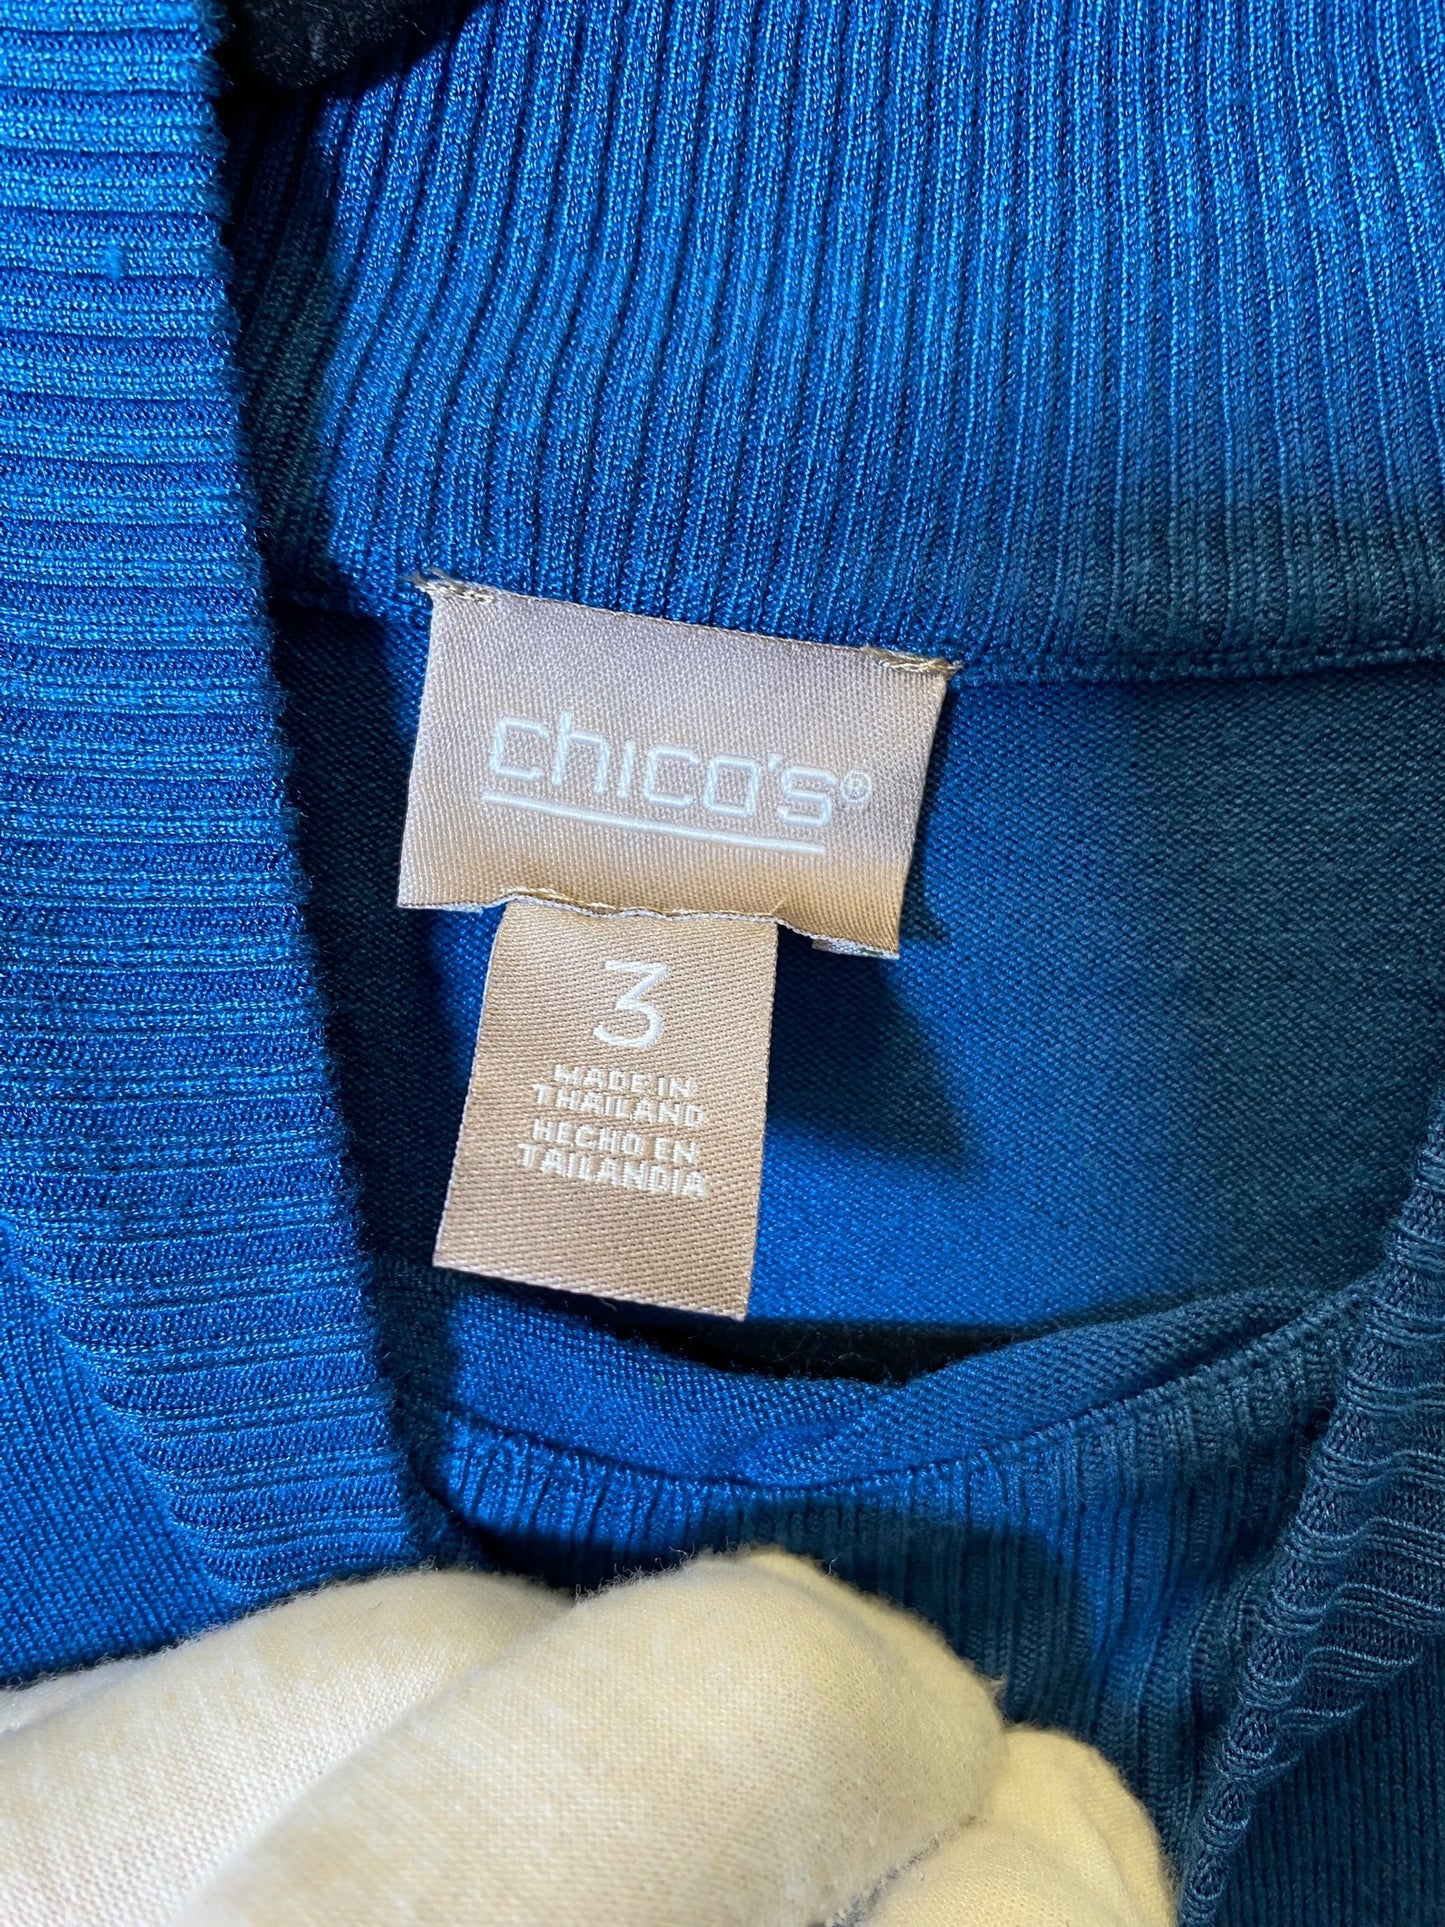 chico's®
3
MADE IN
THAILAND
HECHO EN
TAILANDIA